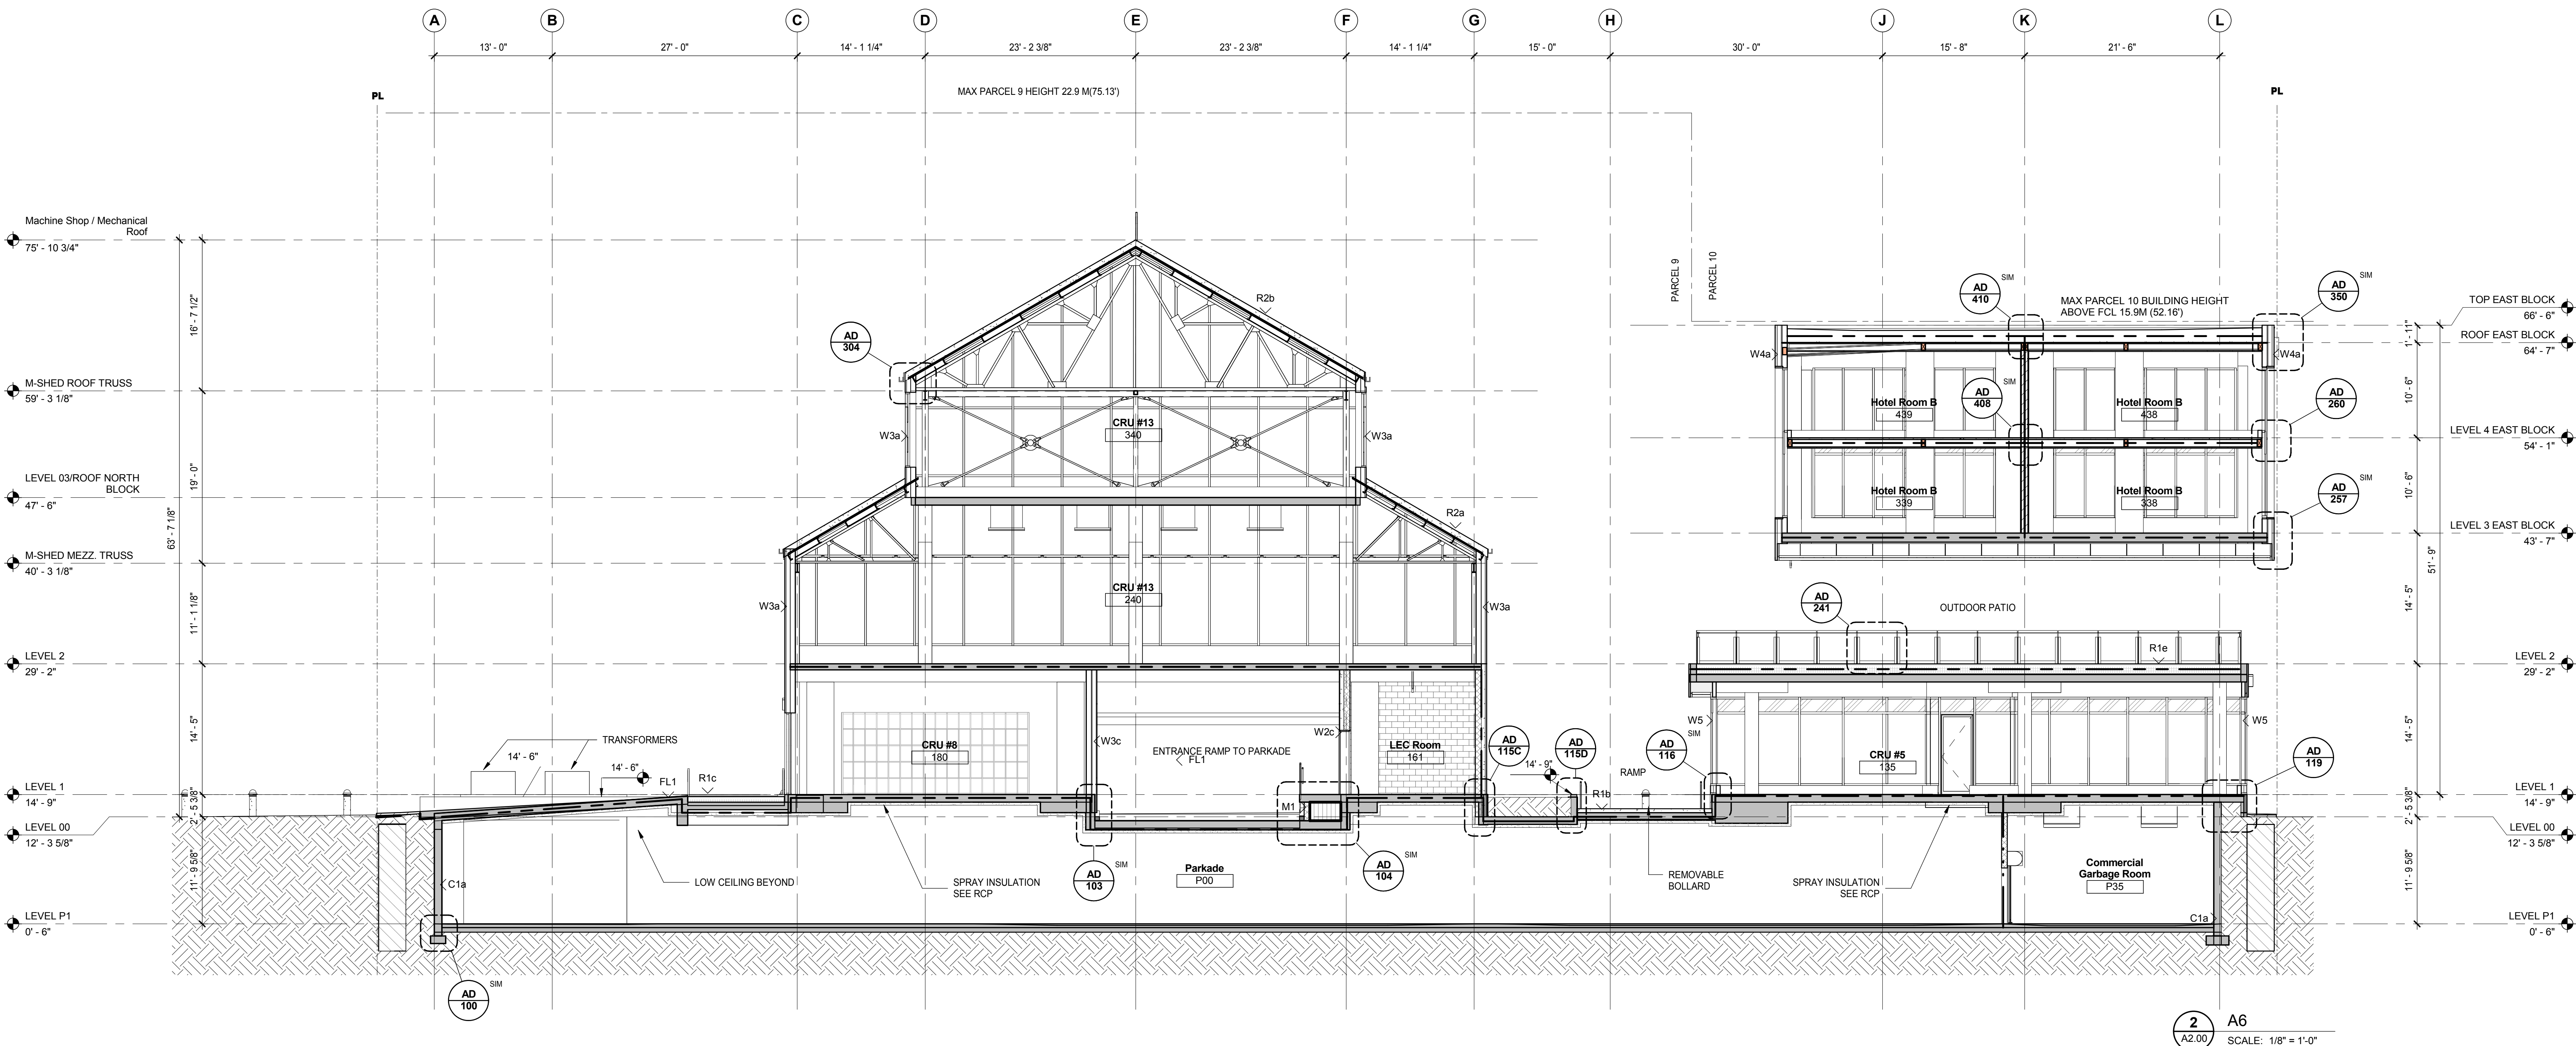 A
B
C
D
E
F
G
H
J
K
L
13' - 0"
27' - 0"
14' - 1 1/4"
23' - 2 3/8"
23' - 2 3/8"
14' - 1 1/4"
15' - 0"
30' - 0"
15' - 8"
21' - 6"
PL
MAX PARCEL 9 HEIGHT 22.9 M(75.13')
PL
Machine Shop / Mechanical
Roof
75' - 10 3/4"
M-SHED ROOF TRUSS
59' - 3 1/8"
LEVEL 03/ROOF NORTH
BLOCK
47' - 6"
M-SHED MEZZ. TRUSS
40' - 3 1/8"
LEVEL 2
29' - 2"
LEVEL 1
14' - 9"
LEVEL 00
12' - 3 5/8"
LEVEL P1
0' - 6"
63' - 7 1/8"
16' - 7 1/2"
19' - 0"
11' - 1 1/8"
14' - 5"
2' - 5 3/8"
11' - 9 5/8"
R2b
AD
304
W3a
CRU #13
340
W3a
R2a
W3a
CRU #13
240
W3a
TRANSFORMERS
14' - 6"
14' - 6"
FL1
R1c
CRU #8
180
W3c
ENTRANCE RAMP TO PARKADE
FL1
W2c
LEC Room
161
M1
AD
115C
14' - 9"
AD
115D
RAMP
R1b
AD
116
SIM
C1a
LOW CEILING BEYOND
SPRAY INSULATION
SEE RCP
AD
103
SIM
Parkade
P00
AD
104
SIM
REMOVABLE
BOLLARD
SPRAY INSULATION
SEE RCP
AD
100
SIM
PARCEL 9
PARCEL 10
AD
410
SIM
MAX PARCEL 10 BUILDING HEIGHT
ABOVE FCL 15.9M (52.16')
AD
350
SIM
W4a
W4a
AD
408
SIM
Hotel Room B
439
Hotel Room B
438
AD
260
Hotel Room B
339
Hotel Room B
338
AD
257
SIM
AD
241
OUTDOOR PATIO
R1e
W5
CRU #5
135
W5
AD
119
Commercial
Garbage Room
P35
C1a
TOP EAST BLOCK
66' - 6"
ROOF EAST BLOCK
64' - 7"
LEVEL 4 EAST BLOCK
54' - 1"
LEVEL 3 EAST BLOCK
43' - 7"
LEVEL 2
29' - 2"
LEVEL 1
14' - 9"
LEVEL 00
12' - 3 5/8"
LEVEL P1
0' - 6"
1' - 11"
10' - 6"
10' - 6"
14' - 5"
51' - 9"
14' - 5"
2' - 5 3/8"
11' - 9 5/8"
2
A2.00
A6
SCALE: 1/8" = 1'-0"